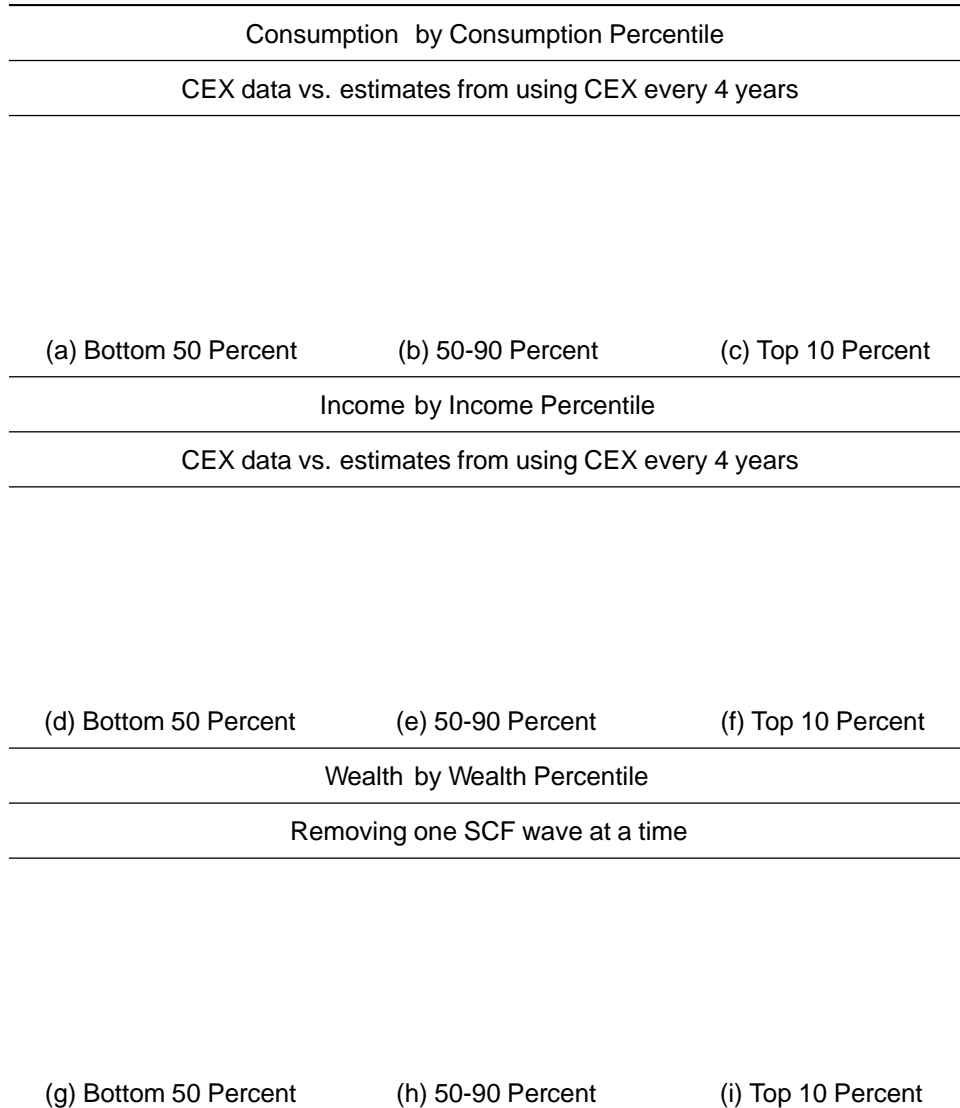 Consumption by Consumption Percentile
CEX data vs. estimates from using CEX every 4 years
(a) Bottom 50 Percent (b) 50-90 Percent (c) Top 10 Percent
Income by Income Percentile
CEX data vs. estimates from using CEX every 4 years
(d) Bottom 50 Percent (e) 50-90 Percent (f) Top 10 Percent
Wealth by Wealth Percentile
Removing one SCF wave at a time
(g) Bottom 50 Percent (h) 50-90 Percent (i) Top 10 Percent